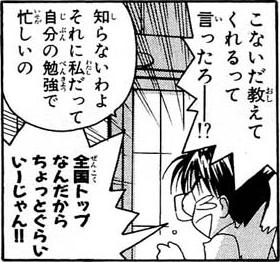 こないだ教えて
くれるって
言ったろ──!?
知らないわよ
それに私だって
自分の勉強で
忙しいの
全国トップ
なんだから
ちょっとぐらい
いーじゃん!!